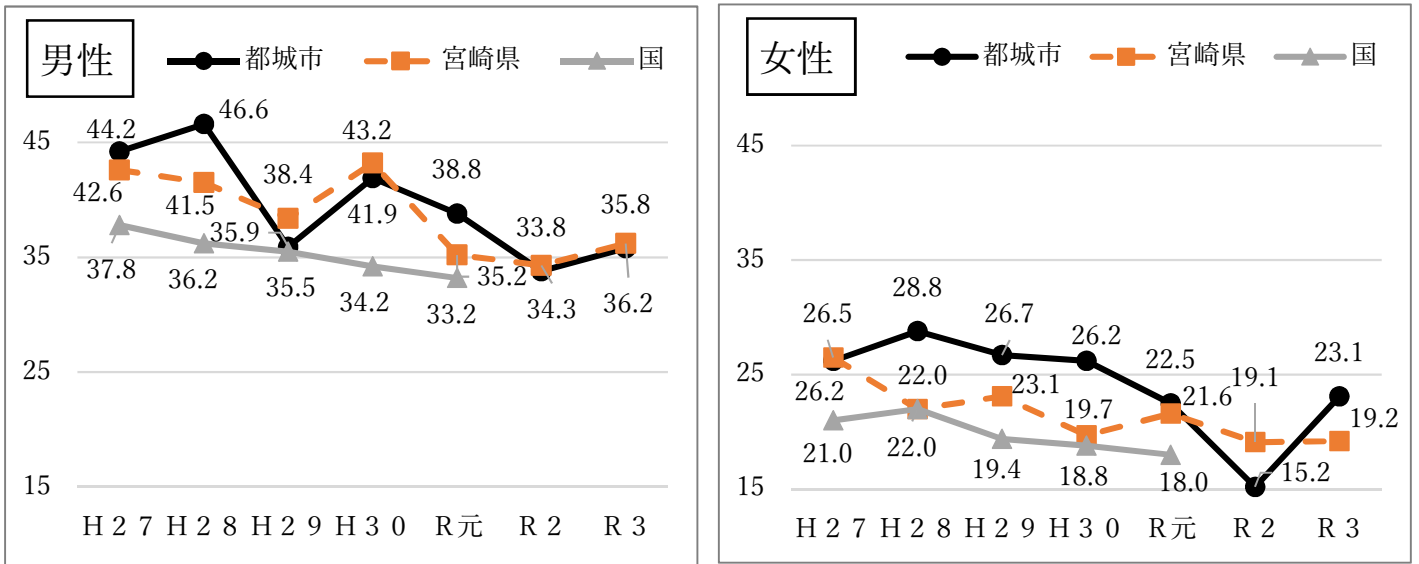 男性
都城市 宮崎県 国
45
35
25
15
44.2 46.6 35.9 41.9 38.8 33.8 35.8
42.6 41.5 38.4 43.2 35.2 34.3 36.2
37.8 36.2 35.5 34.2 33.2
Ｈ２７ Ｈ２８ Ｈ２９ Ｈ３０ Ｒ元 Ｒ２ Ｒ３
女性
都城市 宮崎県 国
45
35
25
15
26.2 28.8 26.7 26.2 22.5 15.2 23.1
26.5 22.0 23.1 19.7 21.6 19.1 19.2
21.0 22.0 19.4 18.8 18.0
Ｈ２７ Ｈ２８ Ｈ２９ Ｈ３０ Ｒ元 Ｒ２ Ｒ３